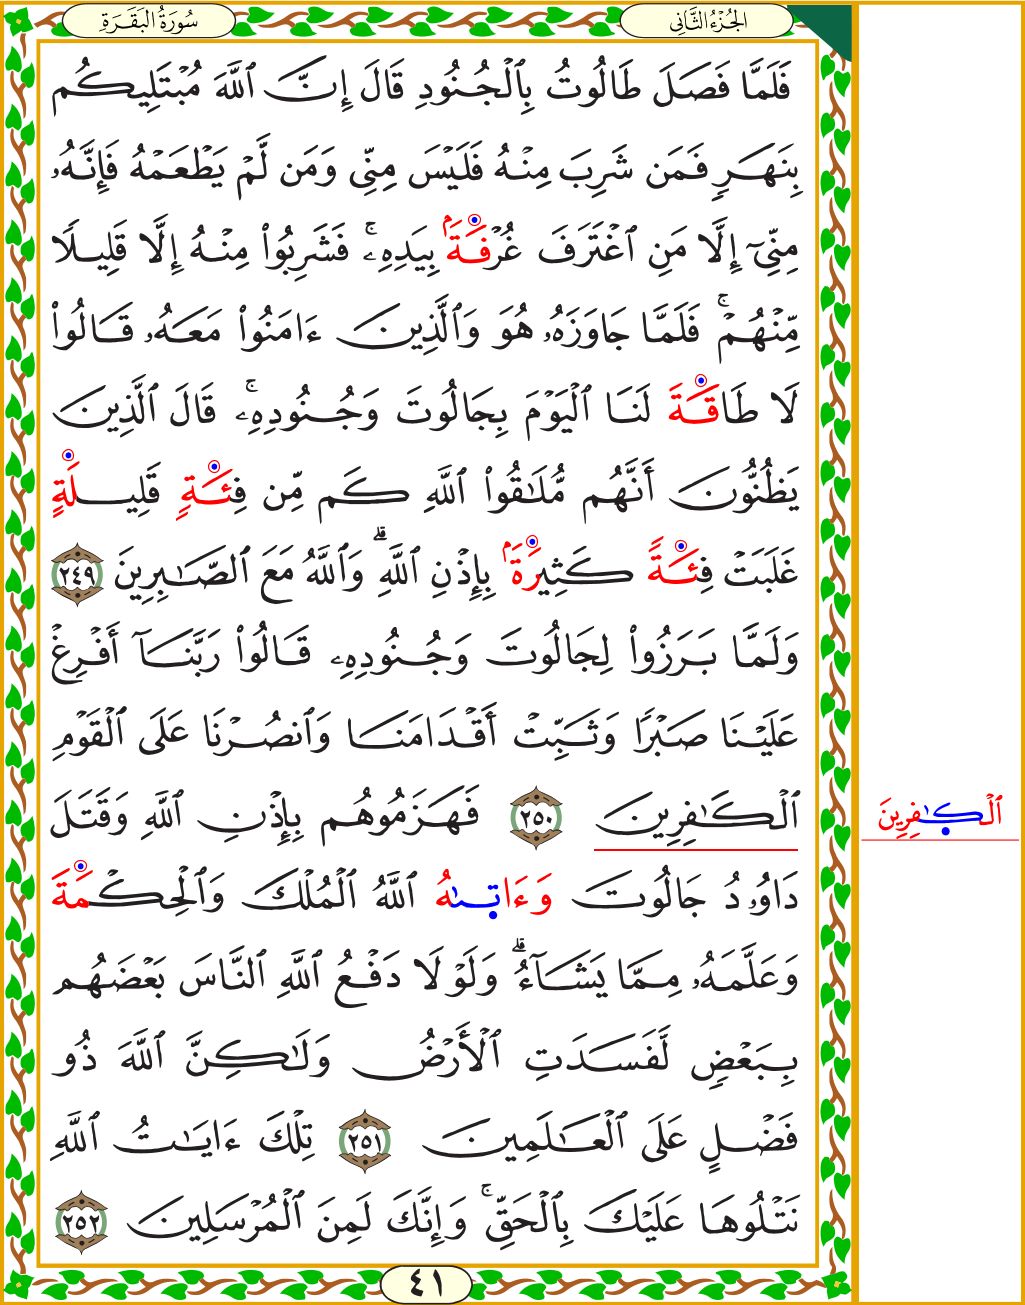 الجُزْءُ الثَّانِي
سُورَةُ البَقَرَةِ
فَلَمَّا فَصَلَ طَالُوتُ بِٱلْجُنُودِ قَالَ إِنَّ ٱللَّهَ مُبْتَلِيكُم
بِنَهَرٍ فَمَن شَرِبَ مِنْهُ فَلَيْسَ مِنِّى وَمَن لَّمْ يَطْعَمْهُ فَإِنَّهُۥ
مِنِّىٓ إِلَّا مَنِ ٱغْتَرَفَ غُرْفَةَۢ بِيَدِهِۦ ۚ فَشَرِبُوا۟ مِنْهُ إِلَّا قَلِيلًا
مِّنْهُمْ ۚ فَلَمَّا جَاوَزَهُۥ هُوَ وَٱلَّذِينَ ءَامَنُوا۟ مَعَهُۥ قَالُوا۟
لَا طَاقَةَ لَنَا ٱلْيَوْمَ بِجَالُوتَ وَجُنُودِهِۦ ۚ قَالَ ٱلَّذِينَ
يَظُنُّونَ أَنَّهُم مُّلَٰقُوا۟ ٱللَّهِ كَم مِّن فِئَةٍ قَلِيلَةٍ
غَلَبَتْ فِئَةً كَثِيرَةَۢ بِإِذْنِ ٱللَّهِ ۗ وَٱللَّهُ مَعَ ٱلصَّٰبِرِينَ ٢٤٩
وَلَمَّا بَرَزُوا۟ لِجَالُوتَ وَجُنُودِهِۦ قَالُوا۟ رَبَّنَآ أَفْرِغْ
عَلَيْنَا صَبْرًا وَثَبِّتْ أَقْدَامَنَا وَٱنصُرْنَا عَلَى ٱلْقَوْمِ
ٱلْكَٰفِرِينَ ٢٥٠ فَهَزَمُوهُم بِإِذْنِ ٱللَّهِ وَقَتَلَ
دَاوُۥدُ جَالُوتَ وَءَاتىٰهُ ٱللَّهُ ٱلْمُلْكَ وَٱلْحِكْمَةَ
وَعَلَّمَهُۥ مِمَّا يَشَآءُ ۗ وَلَوْلَا دَفْعُ ٱللَّهِ ٱلنَّاسَ بَعْضَهُم
بِبَعْضٍ لَّفَسَدَتِ ٱلْأَرْضُ وَلَٰكِنَّ ٱللَّهَ ذُو
فَضْلٍ عَلَى ٱلْعَٰلَمِينَ ٢٥١ تِلْكَ ءَايَٰتُ ٱللَّهِ
نَتْلُوهَا عَلَيْكَ بِٱلْحَقِّ ۚ وَإِنَّكَ لَمِنَ ٱلْمُرْسَلِينَ ٢٥٢
ٱلْكٰفِرِينَ
٤١